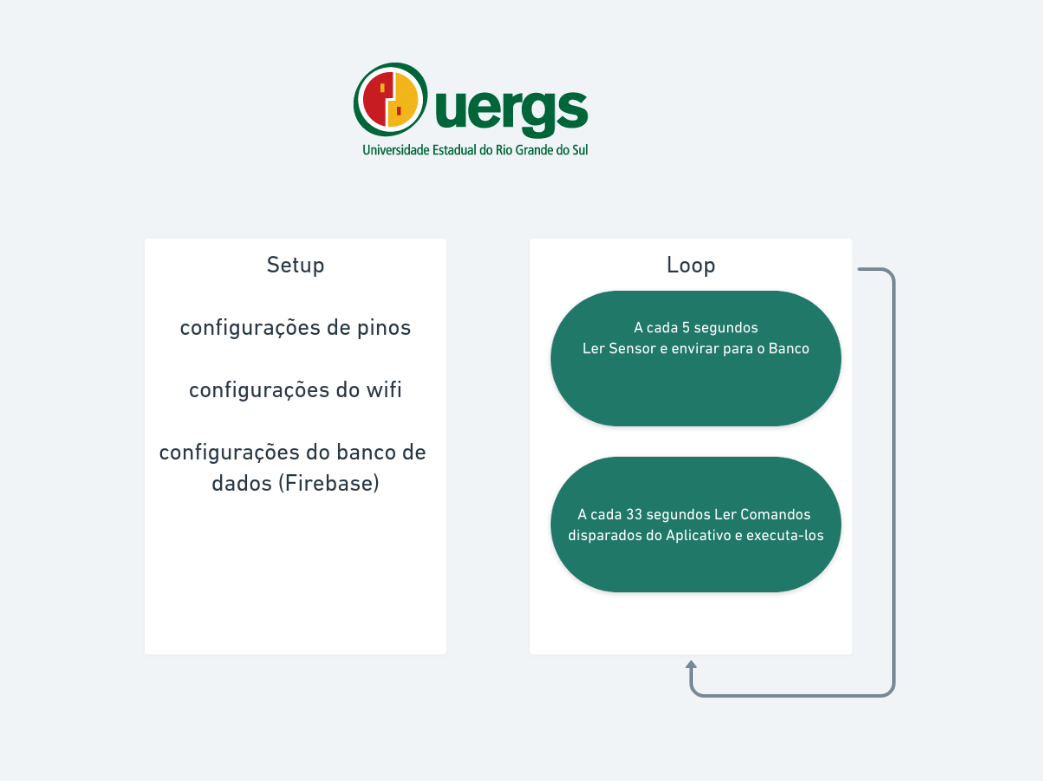 uergs
Universidade Estadual do Rio Grande do Sul
Setup
configurações de pinos
configurações do wifi
configurações do banco de
dados (Firebase)
Loop
A cada 5 segundos
Ler Sensor e envirar para o Banco
A cada 33 segundos Ler Comandos
disparados do Aplicativo e executa-los